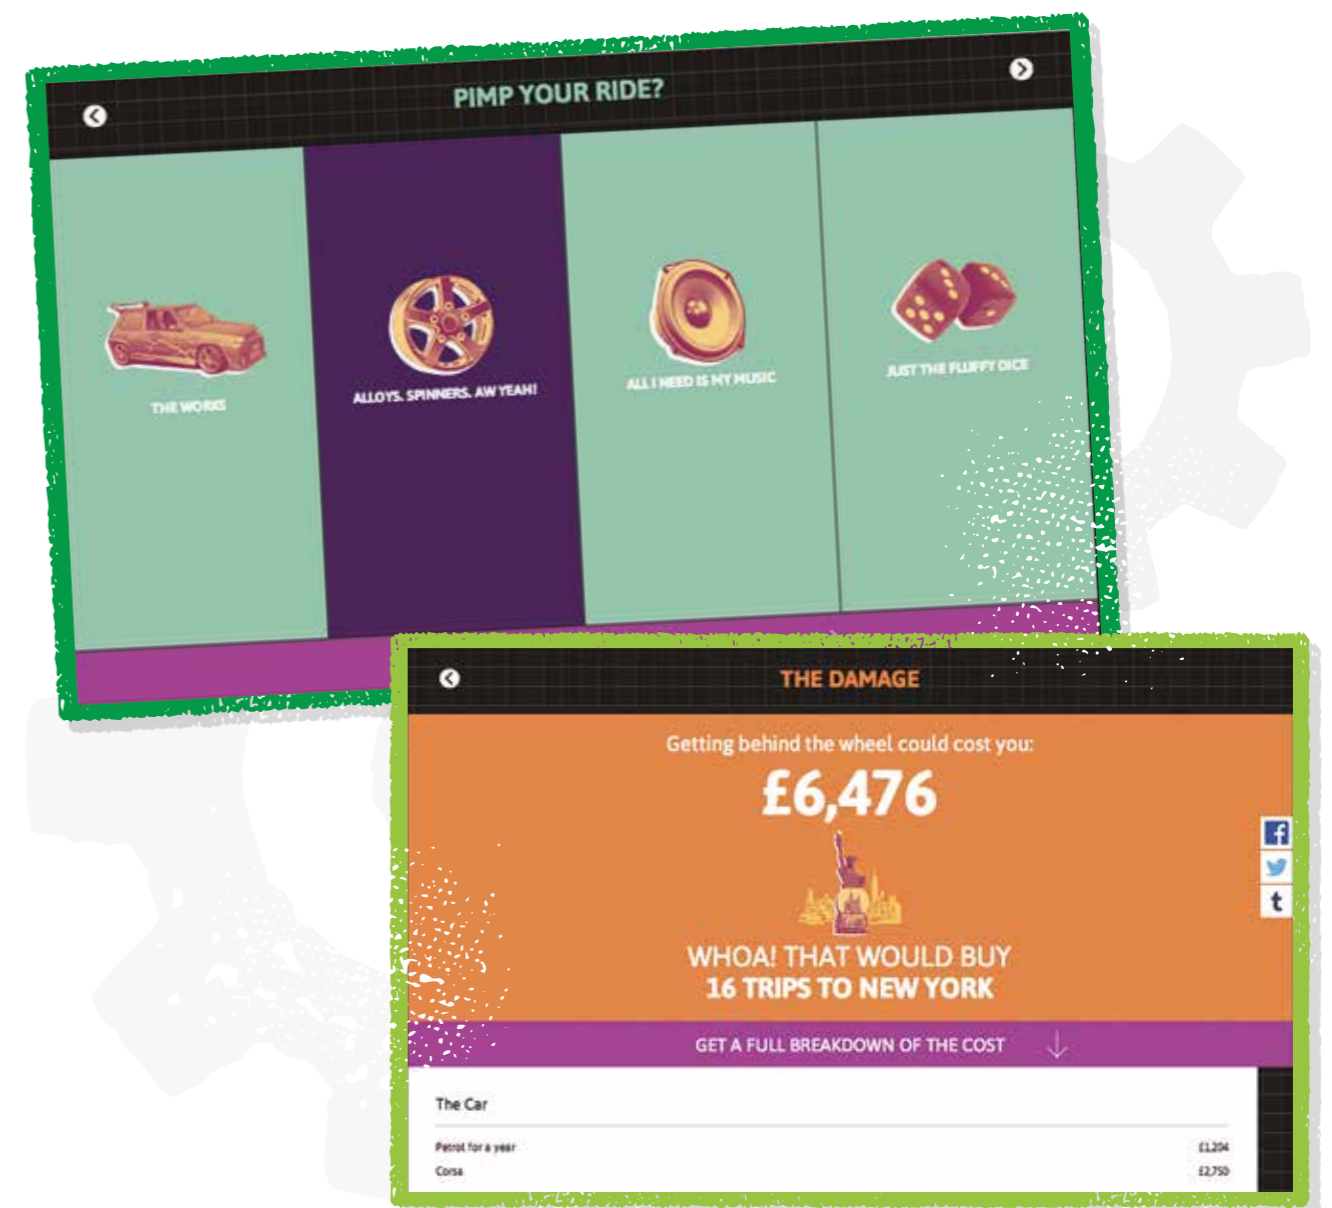 PIMP YOUR RIDE?
THE WORKS
ALLOYS. SPINNERS. AW YEAH!
ALL I NEED IS MY MUSIC
JUST THE FLUFFY DICE
THE DAMAGE
Getting behind the wheel could cost you:
£6,476
WHOA! THAT WOULD BUY
16 TRIPS TO NEW YORK
GET A FULL BREAKDOWN OF THE COST
The Car
Petrol for a year £1,204
Corsa £2,750